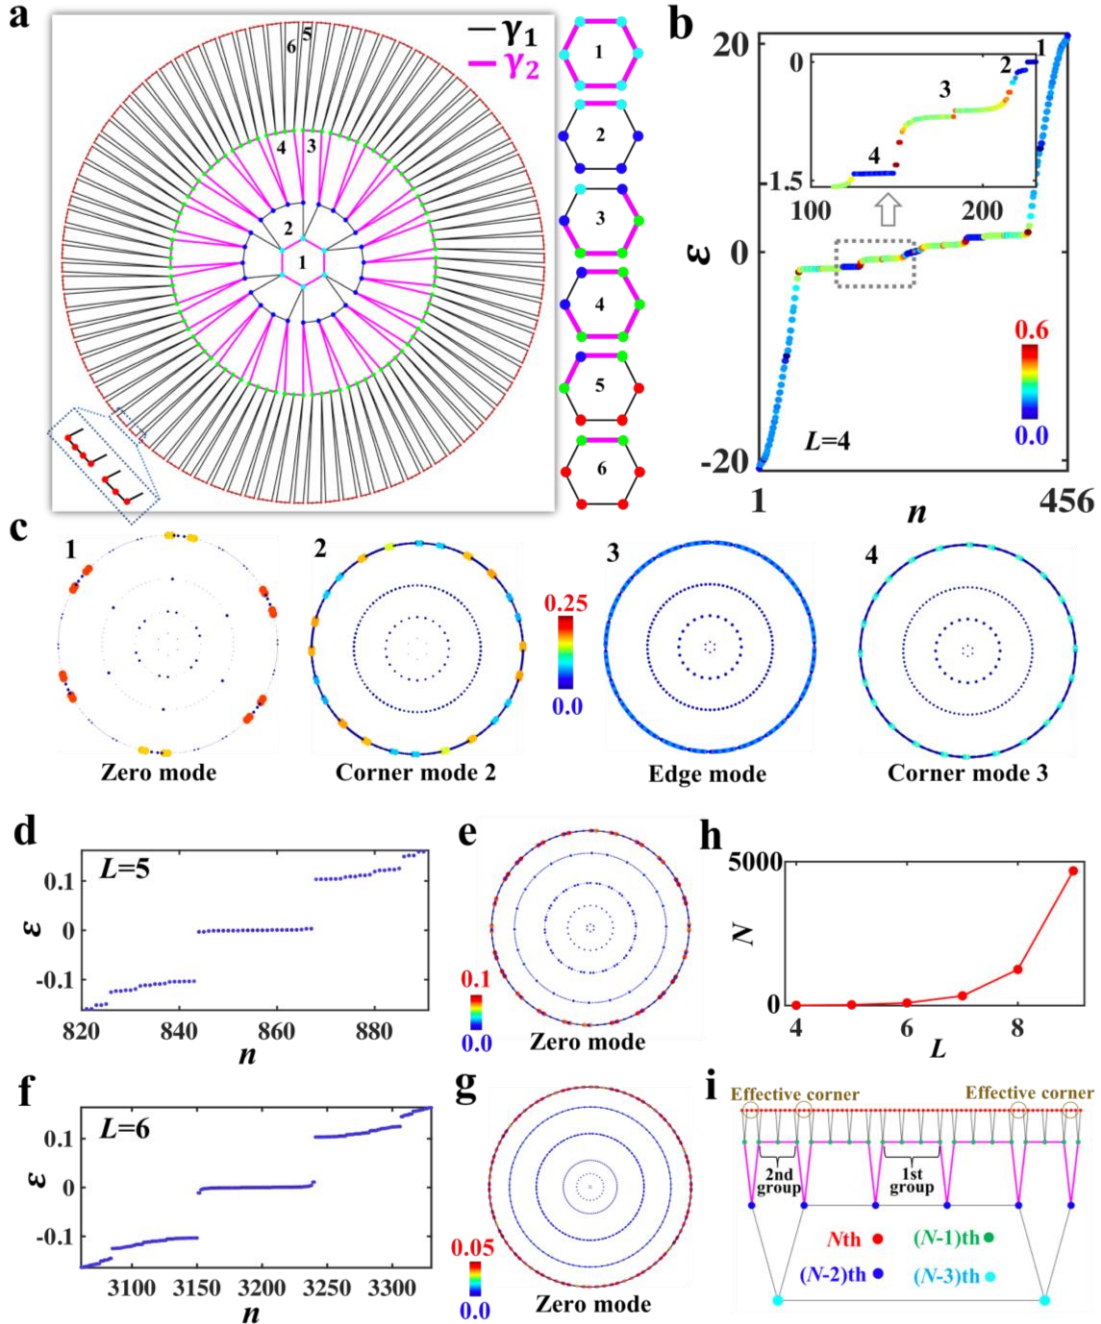 a
6
5
γ1
γ2
4
3
2
1
1
2
3
4
5
6
b
20
0
-20
ε
0
-1.5
100
200
1
2
3
4
0.6
0.0
L=4
1
456
n
c
1
2
3
4
0.25
0.0
Zero mode
Corner mode 2
Edge mode
Corner mode 3
d
L=5
0.1
0
-0.1
ε
820
840
860
880
n
e
0.1
0.0
Zero mode
h
5000
0
N
4
6
8
L
f
L=6
0.1
0
-0.1
ε
3100
3150
3200
3250
3300
n
g
0.05
0.0
Zero mode
i
Effective corner
Effective corner
2nd
group
1st
group
Nth
(N-1)th
(N-2)th
(N-3)th